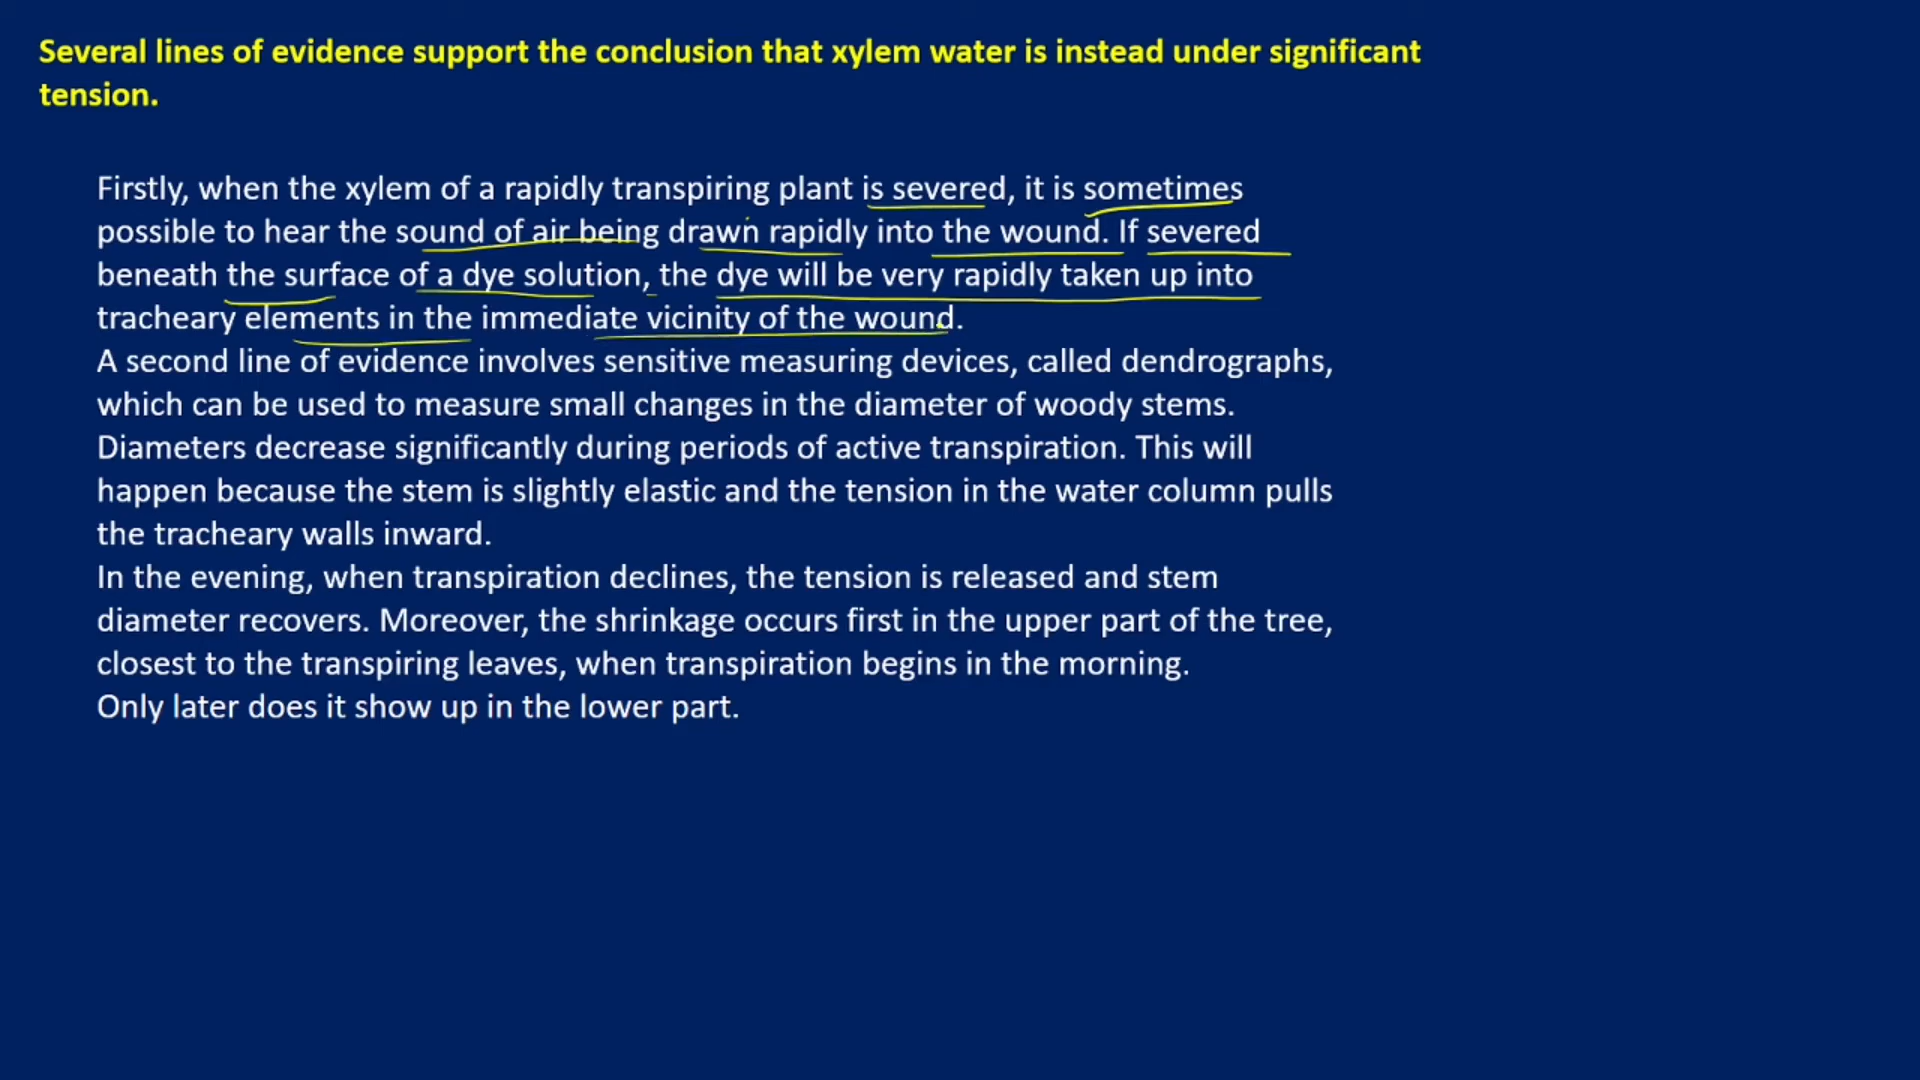 Several lines of evidence support the conclusion that xylem water is instead under significant
tension.
Firstly, when the xylem of a rapidly transpiring plant is severed, it is sometimes
possible to hear the sound of air being drawn rapidly into the wound. If severed
beneath the surface of a dye solution, the dye will be very rapidly taken up into
tracheary elements in the immediate vicinity of the wound.
A second line of evidence involves sensitive measuring devices, called dendrographs,
which can be used to measure small changes in the diameter of woody stems.
Diameters decrease significantly during periods of active transpiration. This will
happen because the stem is slightly elastic and the tension in the water column pulls
the tracheary walls inward.
In the evening, when transpiration declines, the tension is released and stem
diameter recovers. Moreover, the shrinkage occurs first in the upper part of the tree,
closest to the transpiring leaves, when transpiration begins in the morning.
Only later does it show up in the lower part.